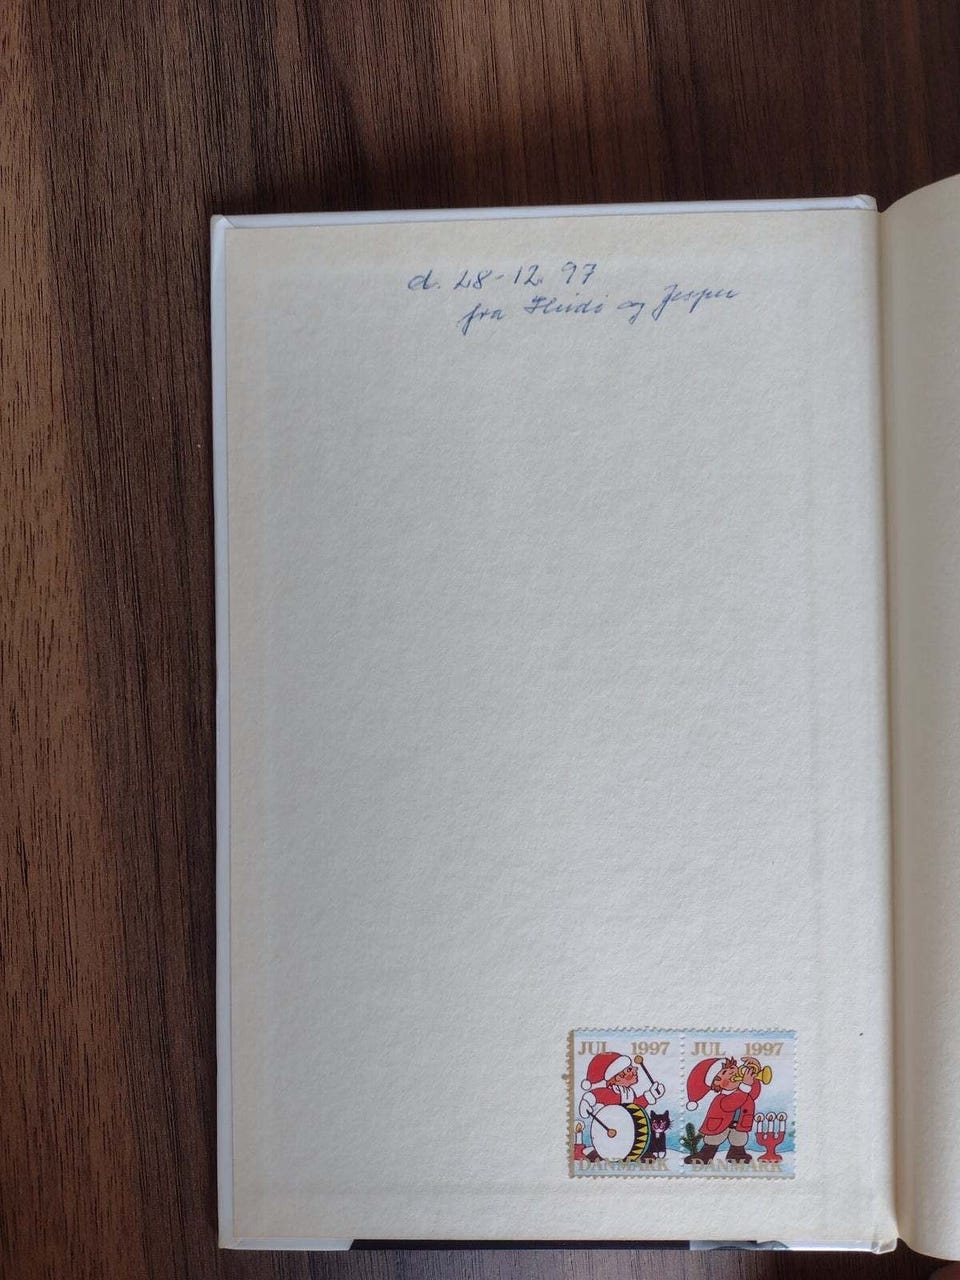 d. 28-12. 97
fra Heidi og Jesper
JUL 1997 JUL 1997
DANMARK DANMARK